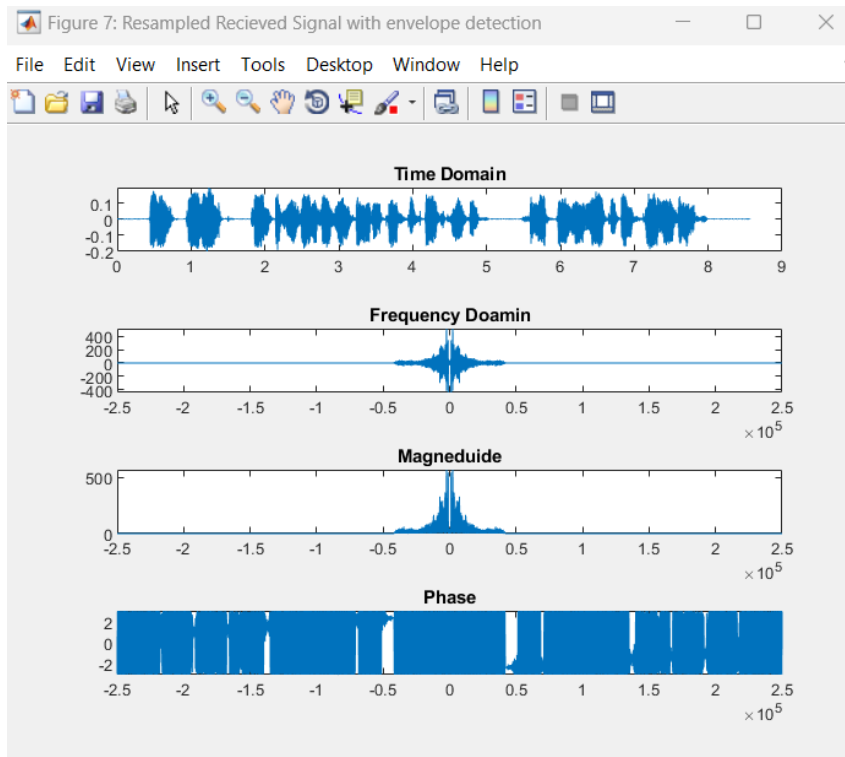 Figure 7: Resampled Recieved Signal with envelope detection
File Edit View Insert Tools Desktop Window Help
Time Domain
0.1
0
-0.1
-0.2
0 1 2 3 4 5 6 7 8 9
Frequency Doamin
400
200
0
-200
-400
-2.5 -2 -1.5 -1 -0.5 0 0.5 1 1.5 2 2.5
×10^5
Magneduide
500
0
-2.5 -2 -1.5 -1 -0.5 0 0.5 1 1.5 2 2.5
×10^5
Phase
2
0
-2
-2.5 -2 -1.5 -1 -0.5 0 0.5 1 1.5 2 2.5
×10^5